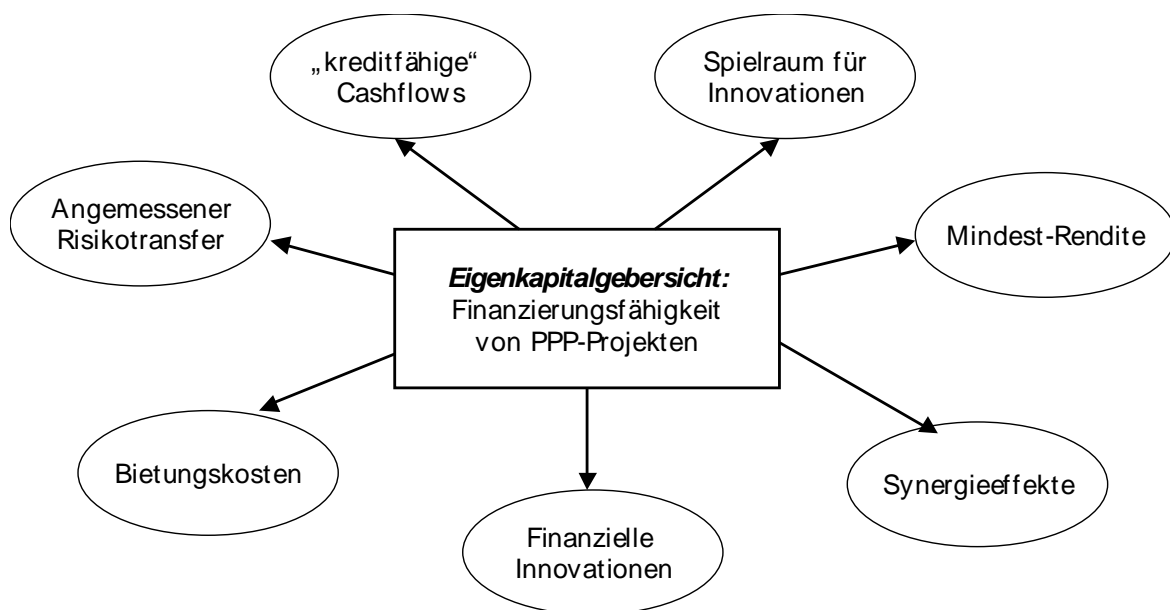 „kreditfähige“
Cashflows
Spielraum für
Innovationen
Angemessener
Risikotransfer
Mindest-Rendite
Eigenkapitalgebersicht:
Finanzierungsfähigkeit
von PPP-Projekten
Bietungskosten
Synergieeffekte
Finanzielle
Innovationen